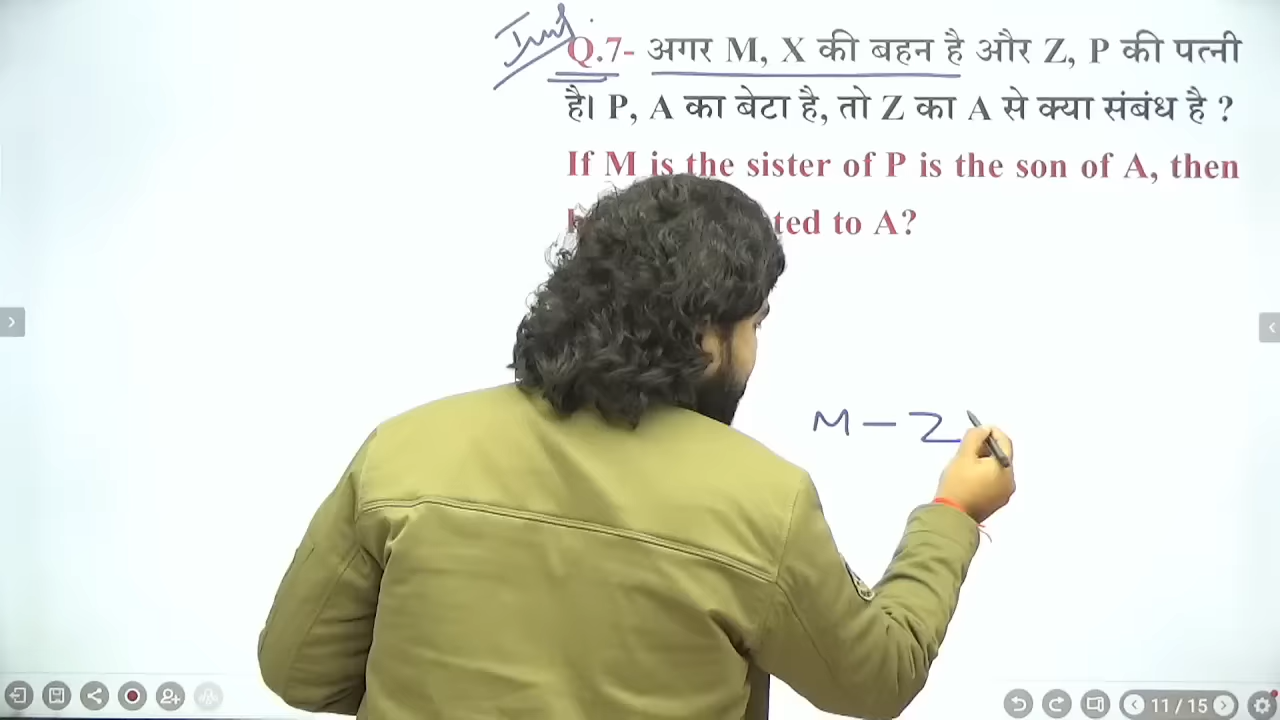 Q.7- अगर M, X की बहन है और Z, P की पत्नी
है। P, A का बेटा है, तो Z का A से क्या संबंध है ?
If M is the sister of P is the son of A, then
ted to A?
M - Z
11 / 15